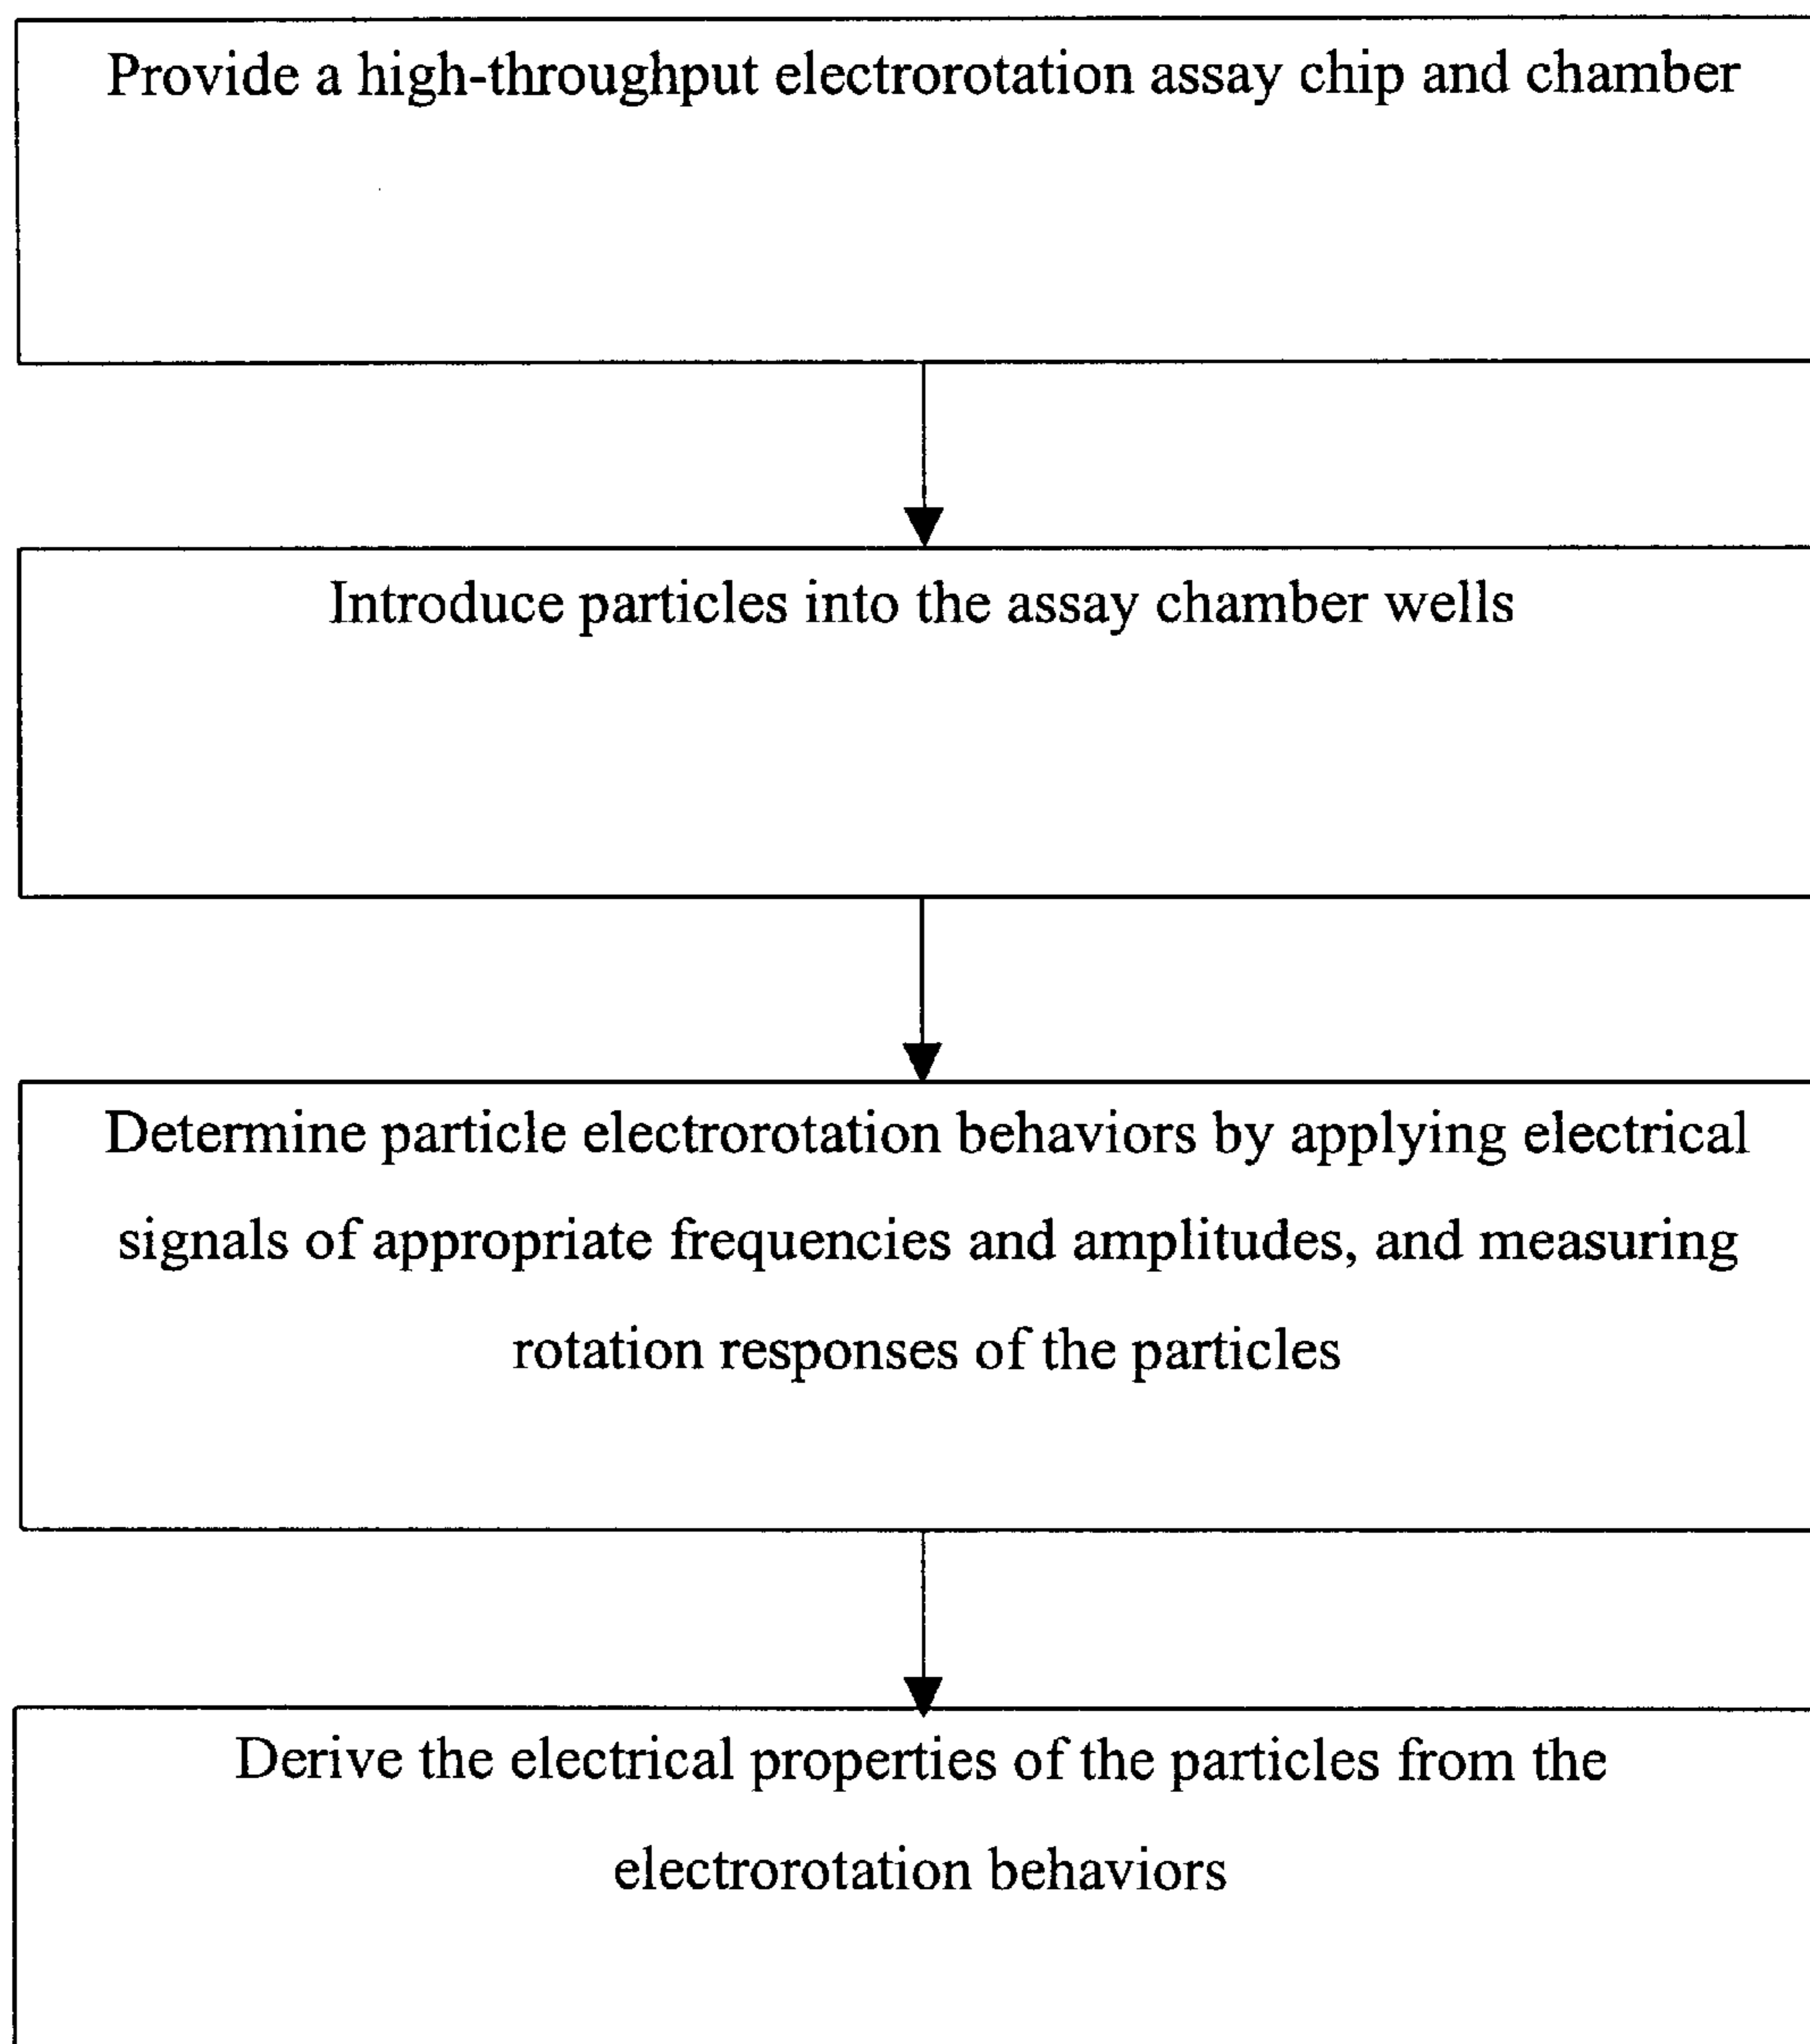 Provide a high-throughput electrorotation assay chip and chamber
Introduce particles into the assay chamber wells
Determine particle electrorotation behaviors by applying electrical
signals of appropriate frequencies and amplitudes, and measuring
rotation responses of the particles
Derive the electrical properties of the particles from the
electrorotation behaviors